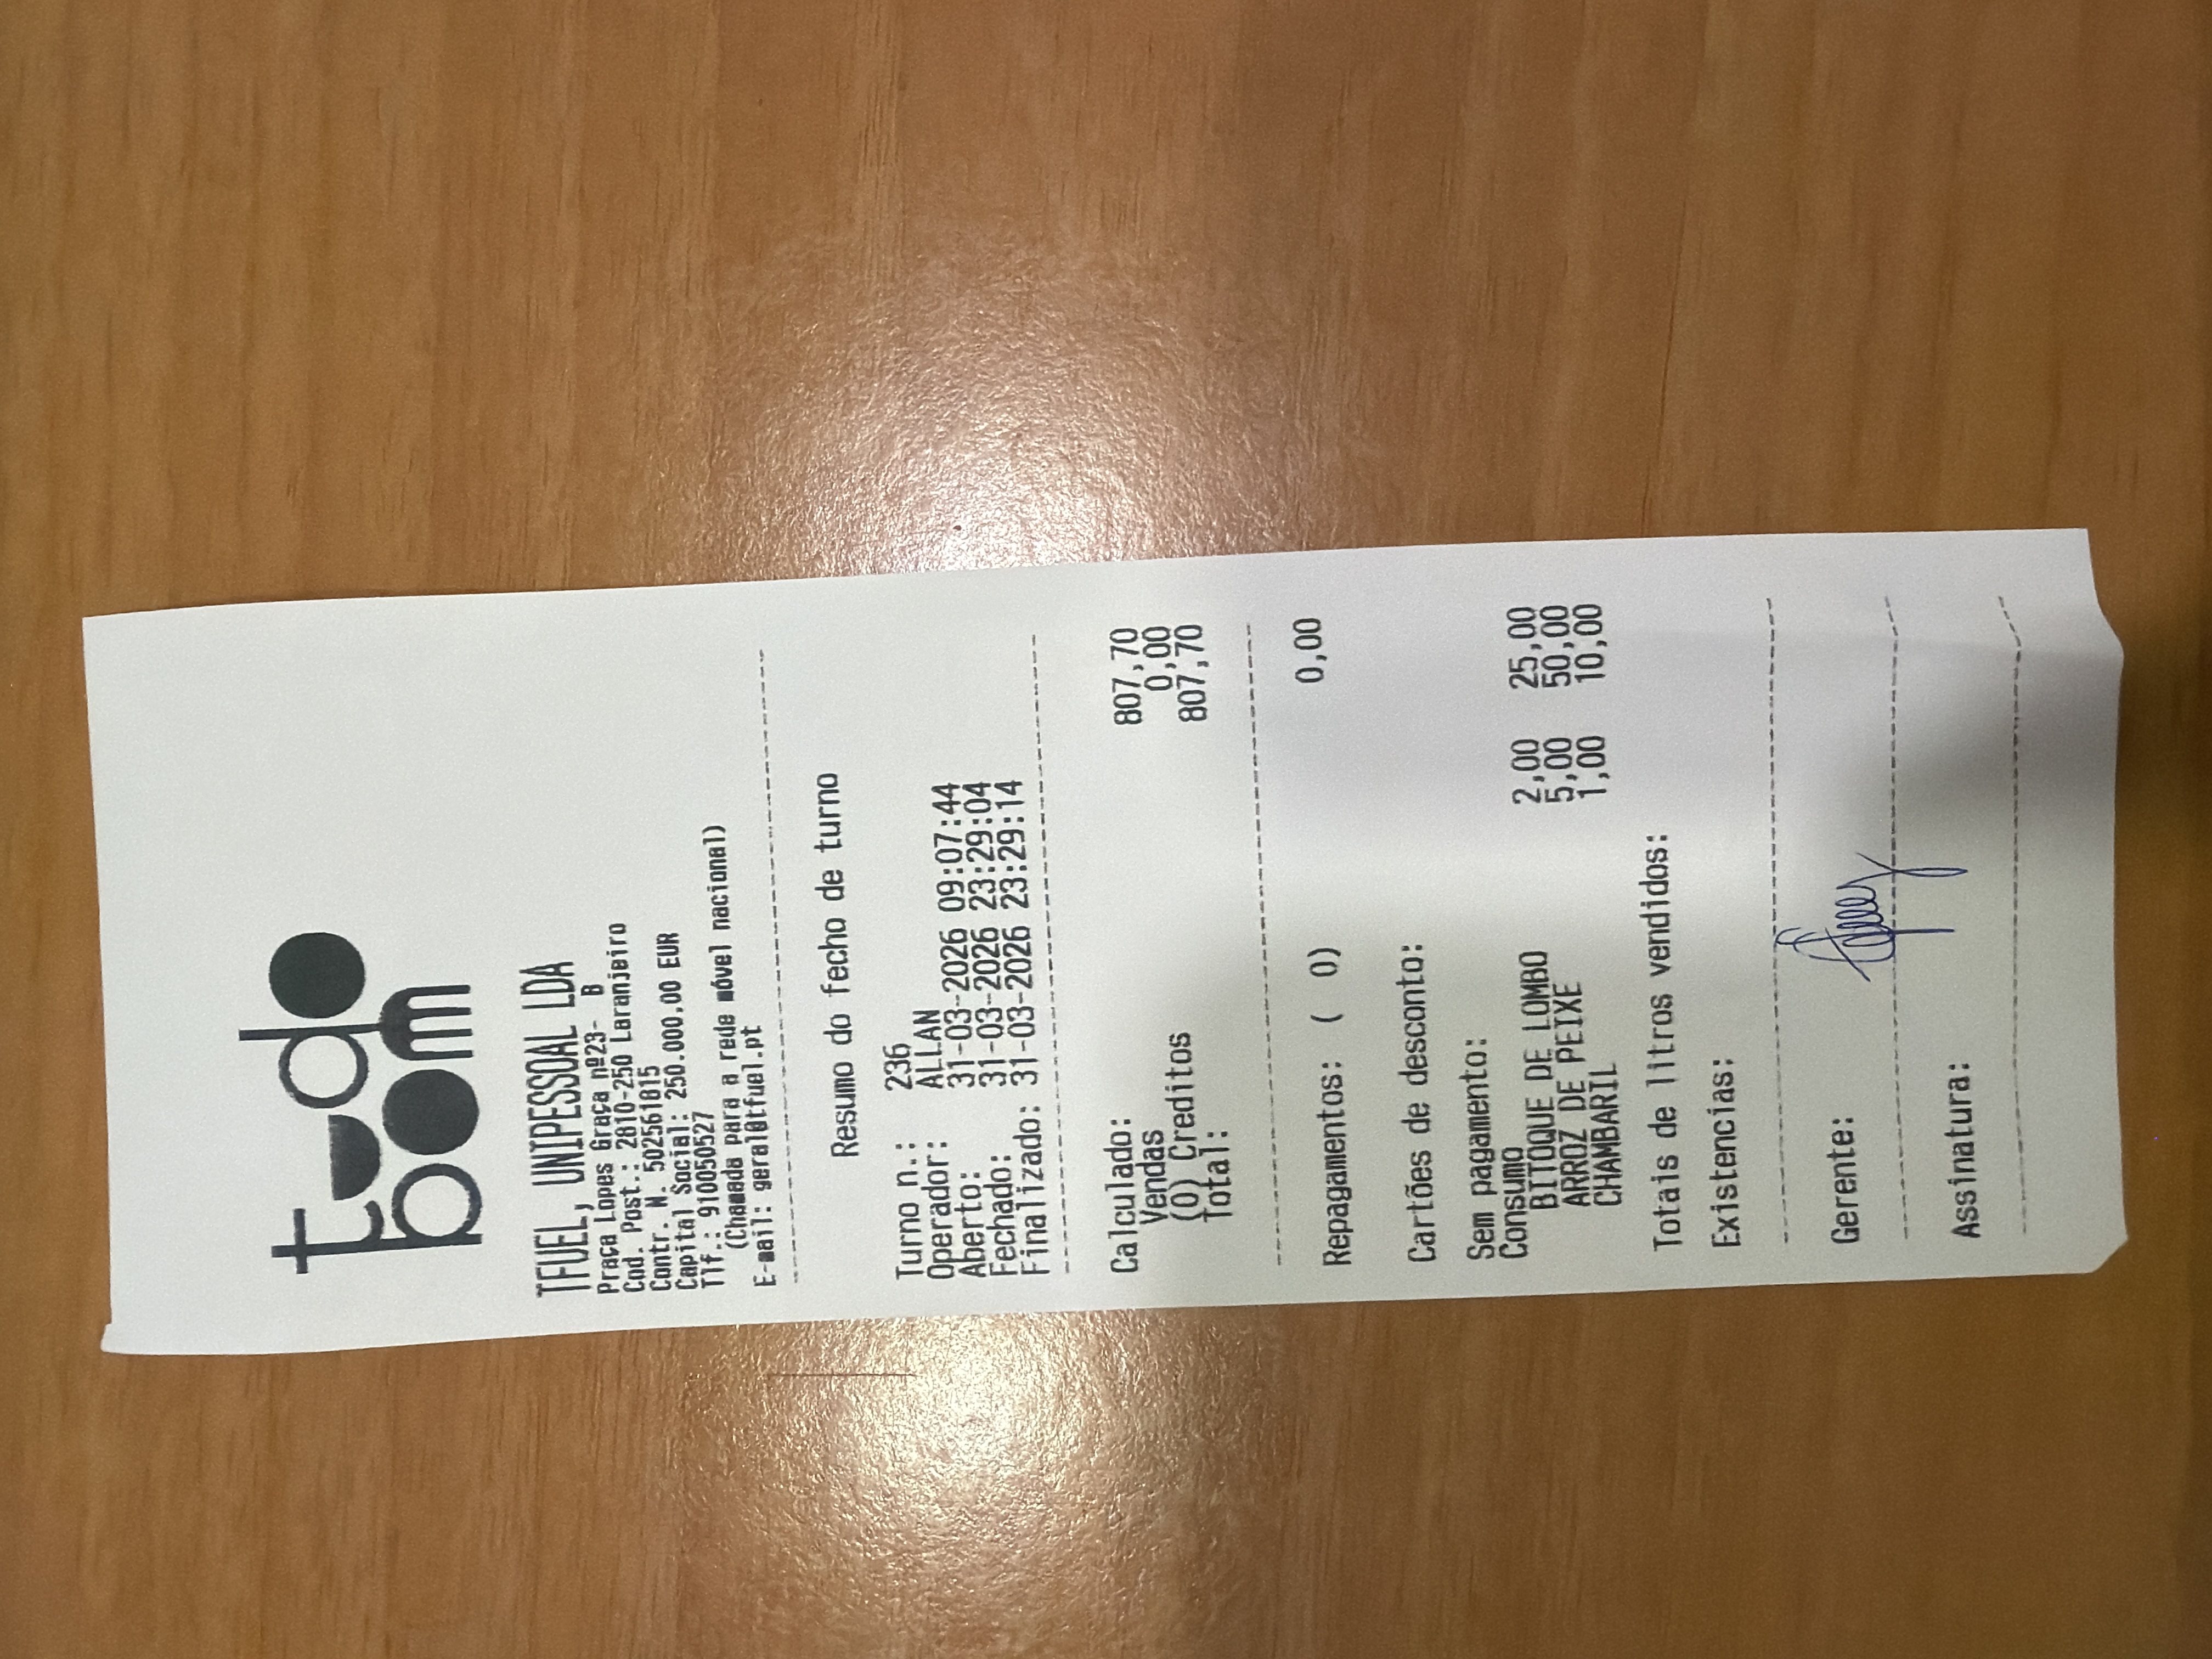 tudo
bom
TFUEL, UNIPESSOAL LDA
Praça Lopes Graça nº23- B
Cod. Post.: 2810-250 Laranjeiro
Contr. N. 502561815
Capital Social: 250.000,00 EUR
Tlf.: 910050527
(Chamada para a rede móvel nacional)
E-mail: geral@tfuel.pt
Resumo do fecho de turno
Turno n.: 236
Operador: ALLAN
Aberto: 31-03-2026 09:07:44
Fechado: 31-03-2026 23:29:04
Finalizado: 31-03-2026 23:29:14
Calculado:
Vendas 807,70
(0) Creditos 0,00
Total: 807,70
Repagamentos: ( 0) 0,00
Cartões de desconto:
Sem pagamento:
Consumo
BITOQUE DE LOMBO 2,00 25,00
ARROZ DE PEIXE 5,00 50,00
CHAMBARIL 1,00 10,00
Totais de litros vendidos:
Existencias:
Gerente:
Assinatura: